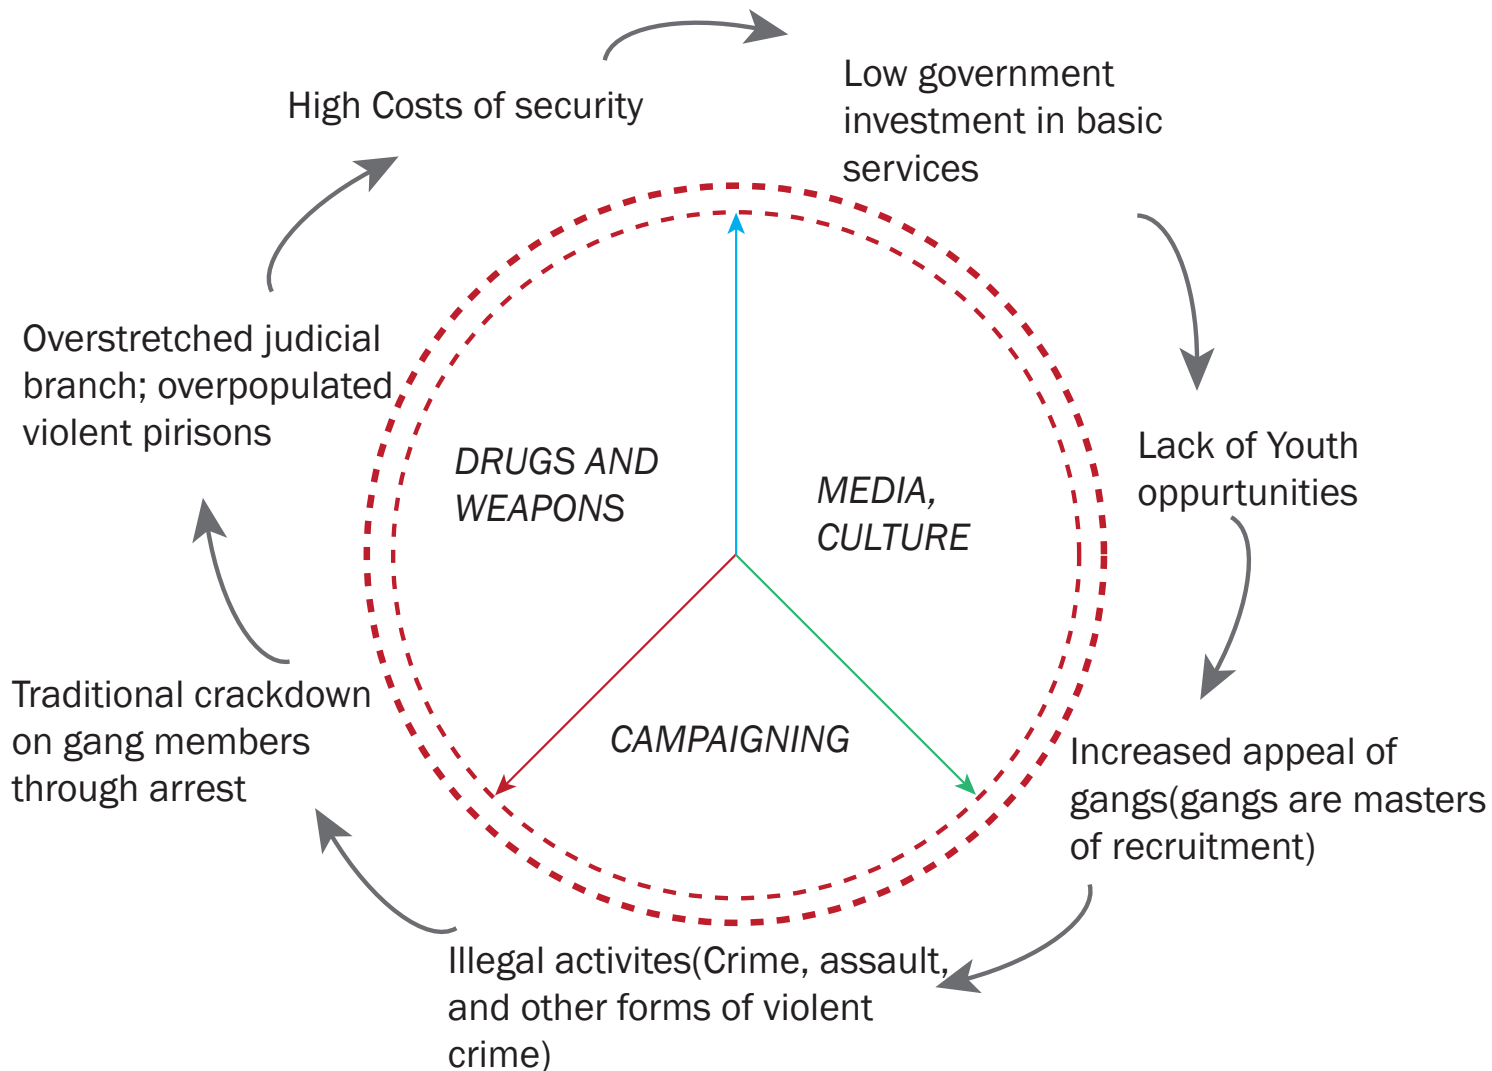 High Costs of security
Low government
investment in basic
services
Lack of Youth
oppurtunities
Increased appeal of
gangs(gangs are masters
of recruitment)
Illegal activites(Crime, assault,
and other forms of violent
crime)
Traditional crackdown
on gang members
through arrest
Overstretched judicial
branch; overpopulated
violent pirisons
DRUGS AND
WEAPONS
MEDIA,
CULTURE
CAMPAIGNING